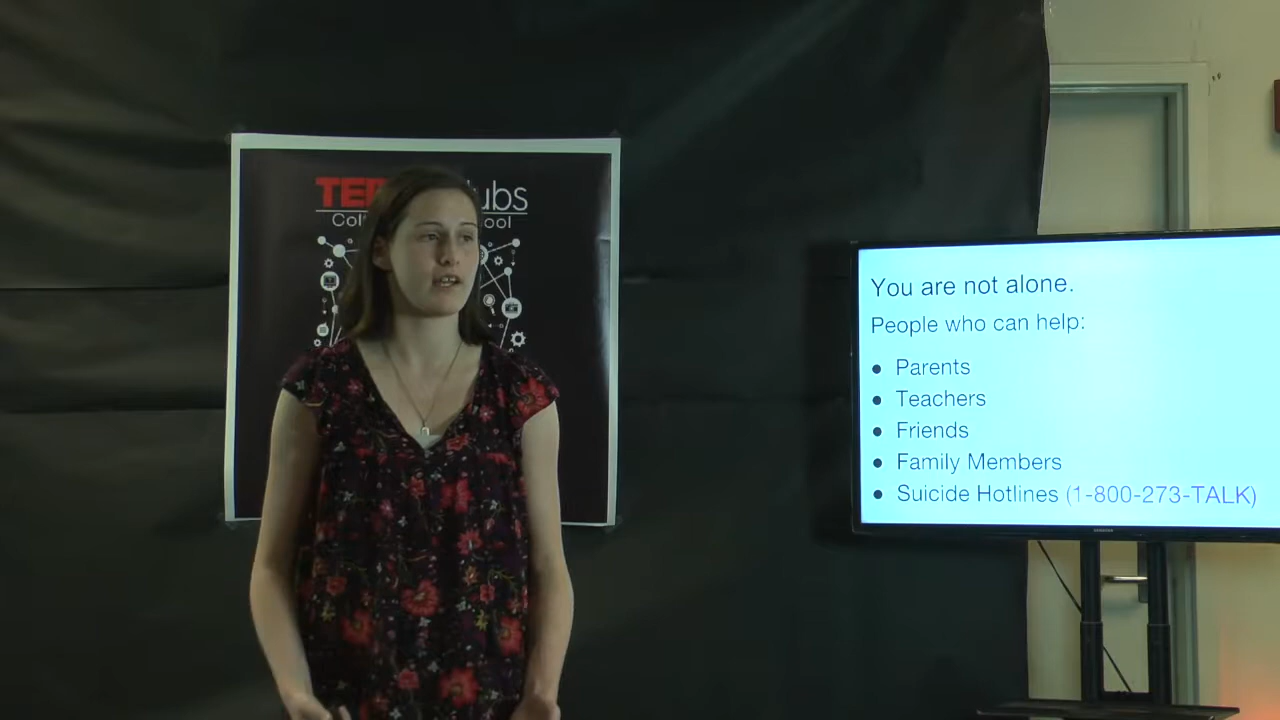 You are not alone.
People who can help:
• Parents
• Teachers
• Friends
• Family Members
• Suicide Hotlines (1-800-273-TALK)